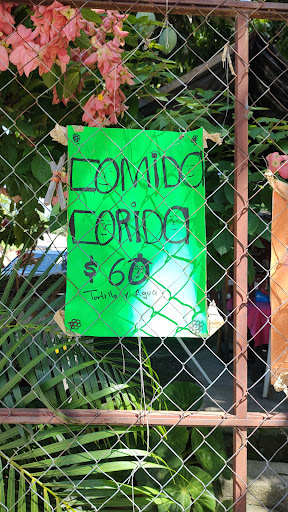 COMIDA
CORIDA
$ 60
Tortilla y Agua